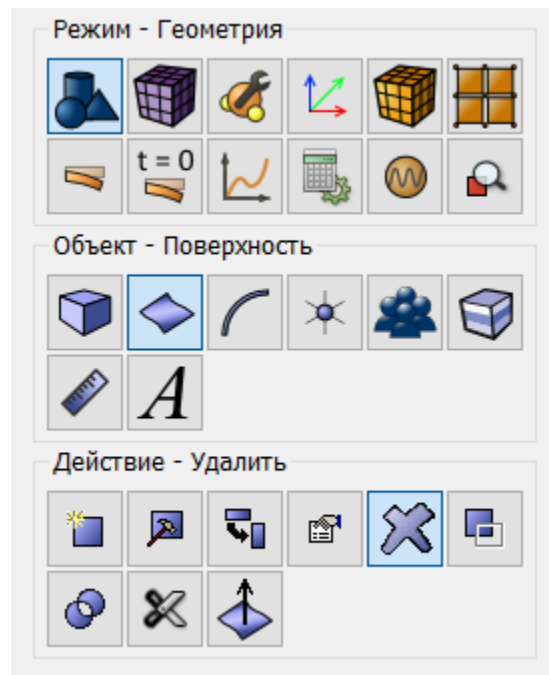 Режим - Геометрия
t = 0
Объект - Поверхность
A
Действие - Удалить